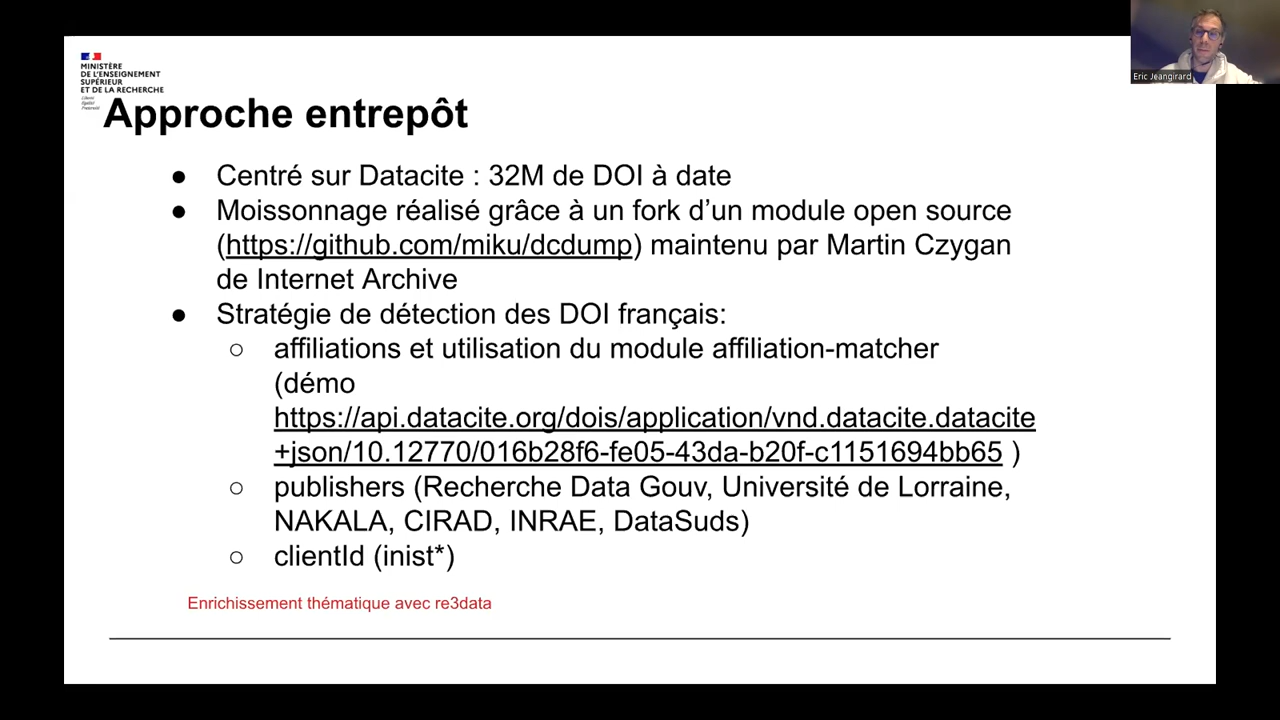 MINISTÈRE
DE L'ENSEIGNEMENT
SUPÉRIEUR
ET DE LA RECHERCHE
Liberté
Égalité
Fraternité
Approche entrepôt
● Centré sur Datacite : 32M de DOI à date
● Moissonnage réalisé grâce à un fork d’un module open source
(https://github.com/miku/dcdump) maintenu par Martin Czygan
de Internet Archive
● Stratégie de détection des DOI français:
○ affiliations et utilisation du module affiliation-matcher
(démo
https://api.datacite.org/dois/application/vnd.datacite.datacite
+json/10.12770/016b28f6-fe05-43da-b20f-c1151694bb65 )
○ publishers (Recherche Data Gouv, Université de Lorraine,
NAKALA, CIRAD, INRAE, DataSuds)
○ clientId (inist*)
Enrichissement thématique avec re3data
Eric Jeangirard